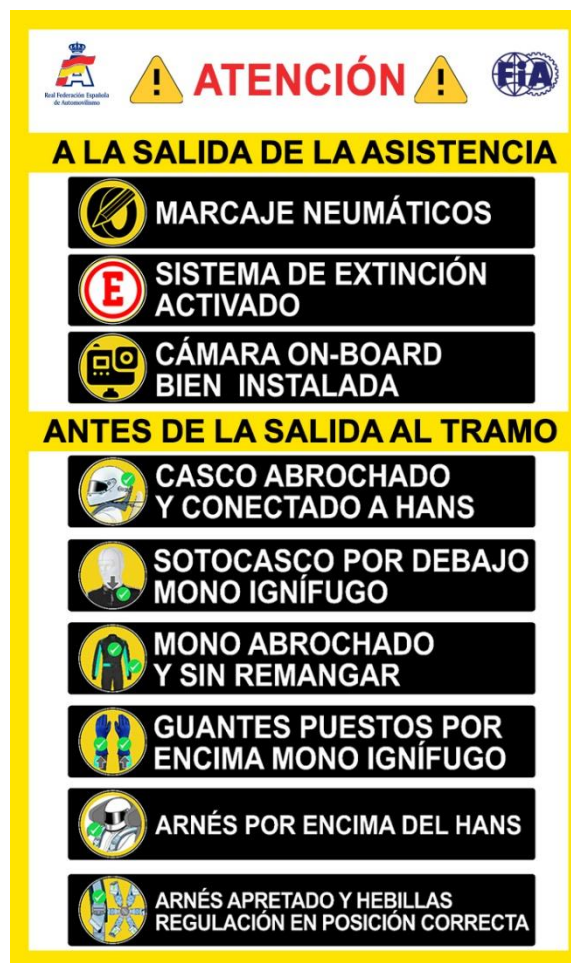 Real Federación Española
de Automovilismo
ATENCIÓN
FiA
A LA SALIDA DE LA ASISTENCIA
MARCAJE NEUMÁTICOS
E
SISTEMA DE EXTINCIÓN
ACTIVADO
CÁMARA ON-BOARD
BIEN INSTALADA
ANTES DE LA SALIDA AL TRAMO
CASCO ABROCHADO
Y CONECTADO A HANS
SOTOCASCO POR DEBAJO
MONO IGNÍFUGO
MONO ABROCHADO
Y SIN REMANGAR
GUANTES PUESTOS POR
ENCIMA MONO IGNÍFUGO
ARNÉS POR ENCIMA DEL HANS
ARNÉS APRETADO Y HEBILLAS
REGULACIÓN EN POSICIÓN CORRECTA